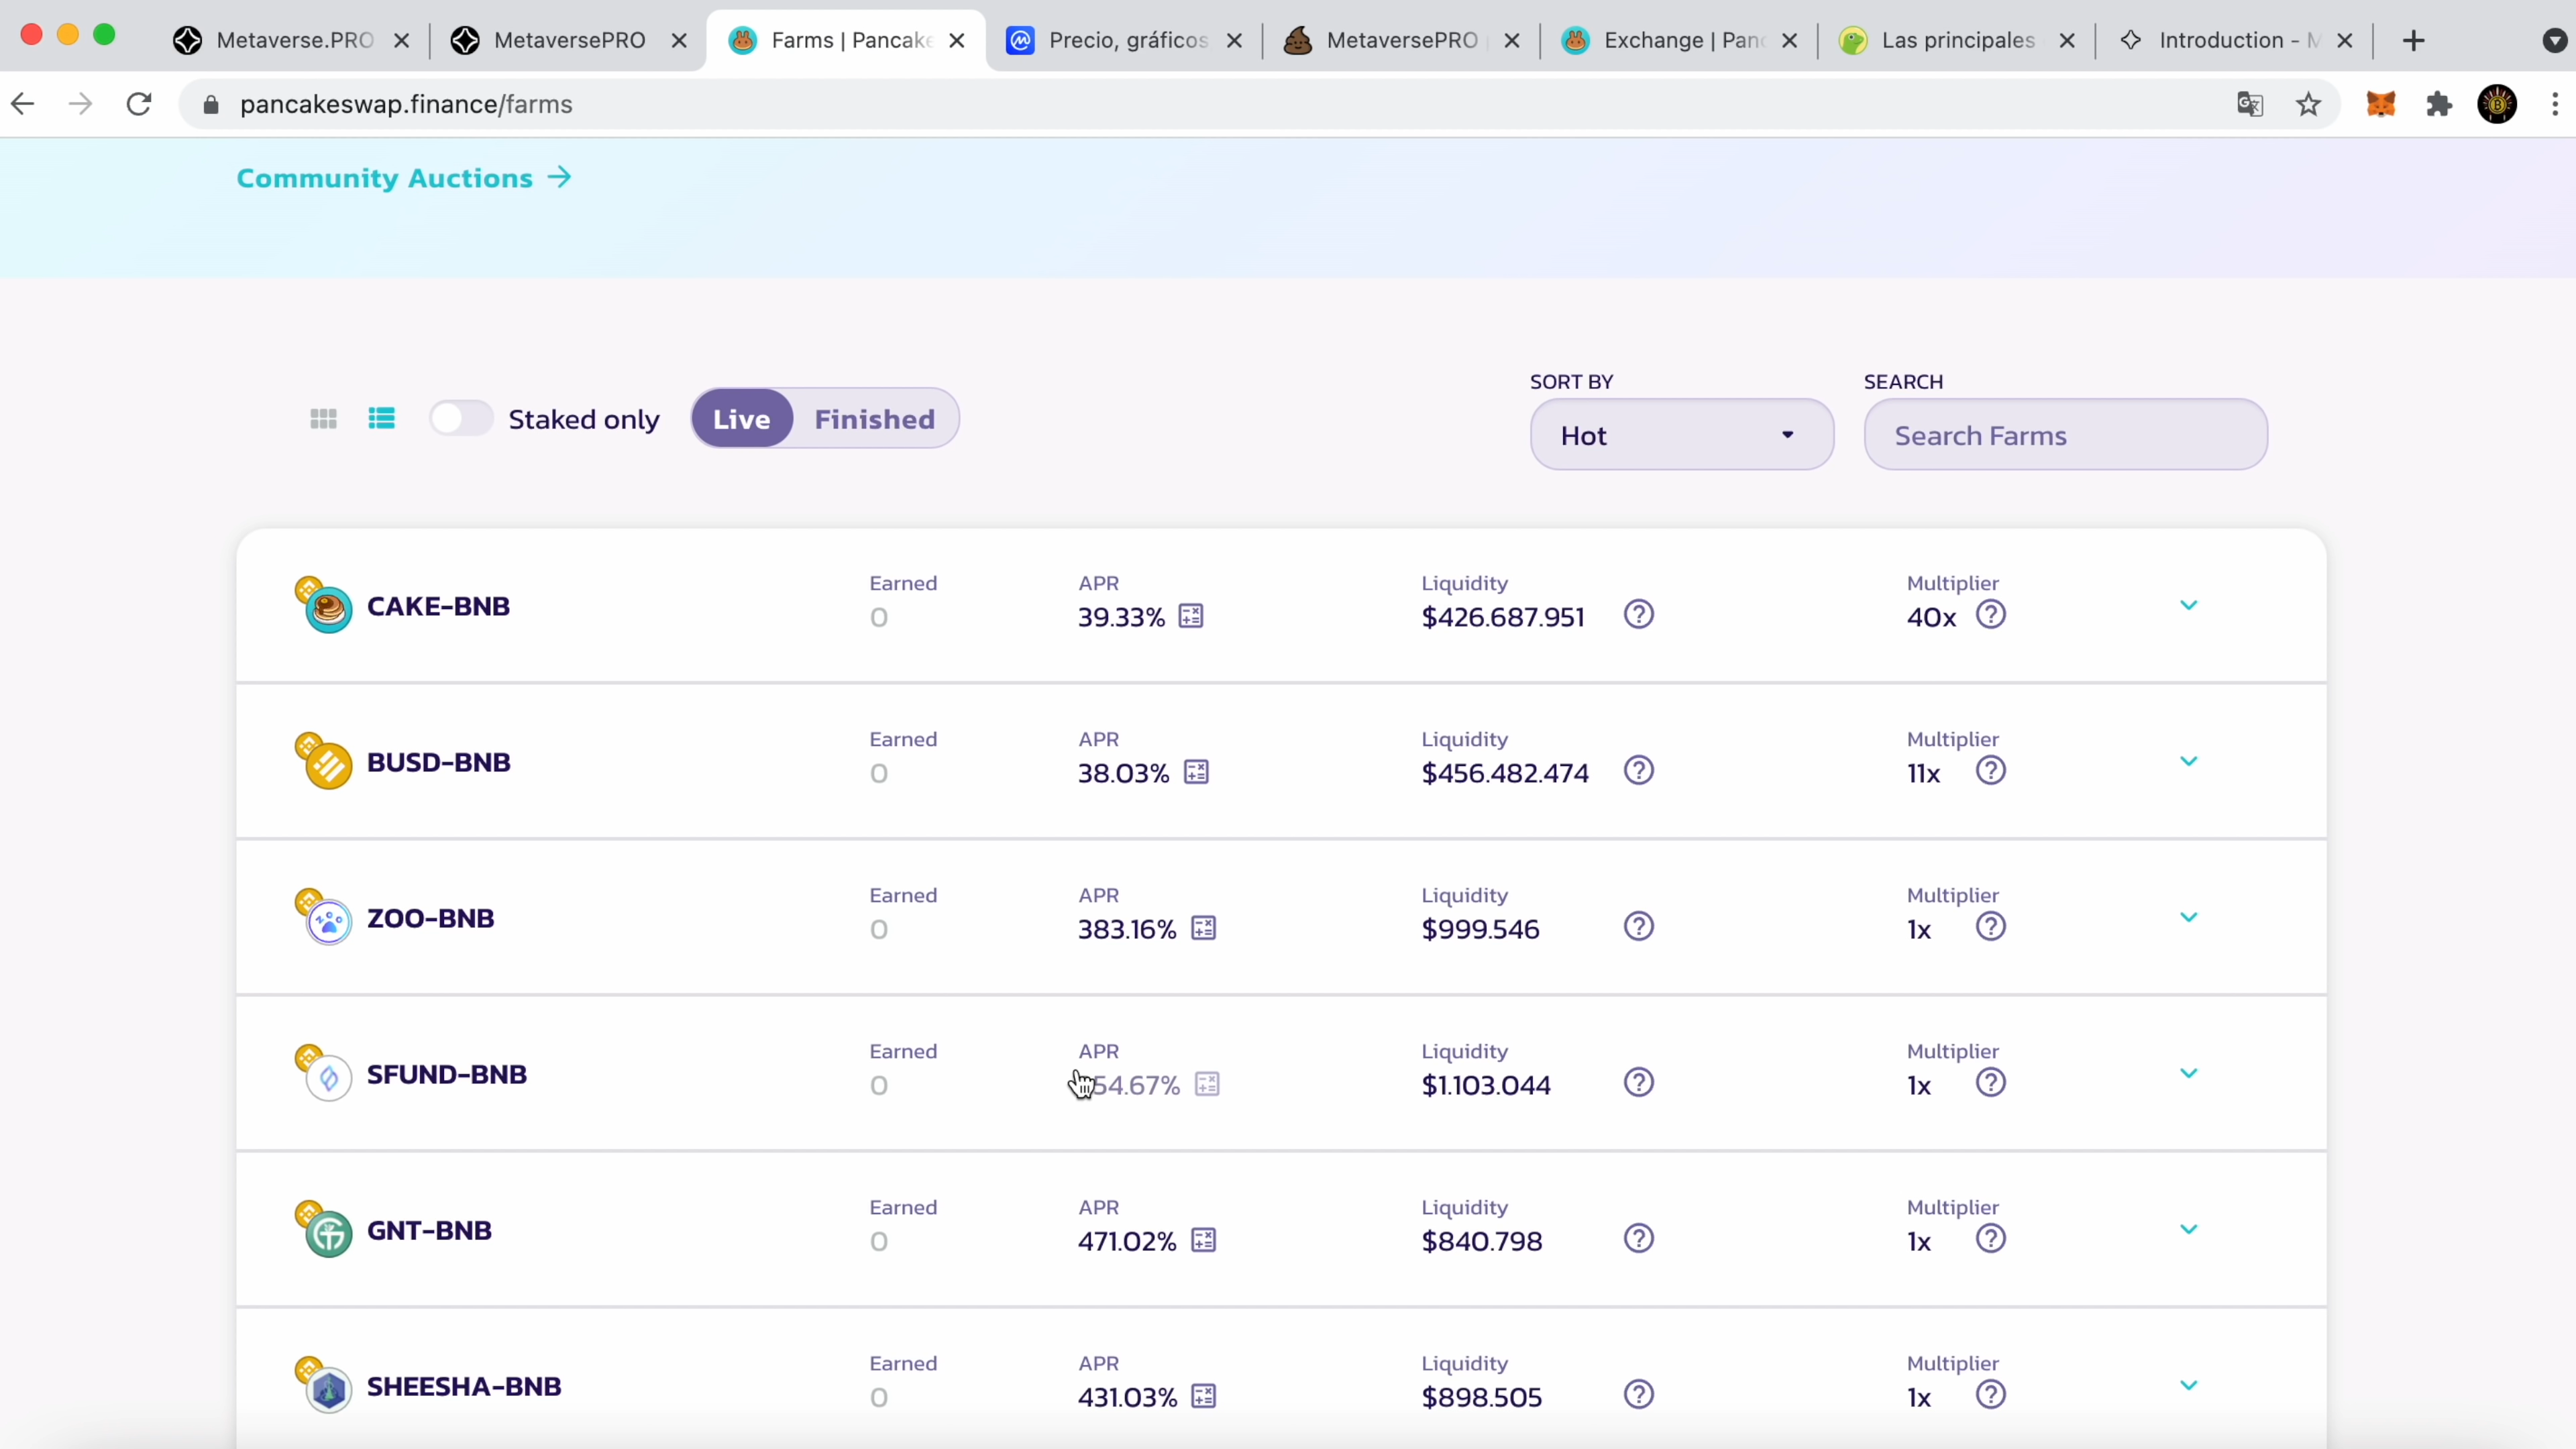 Metaverse.PRO
MetaversePRO
Farms | Pancake
Precio, gráficos
MetaversePRO
Exchange | Pan
Las principales
Introduction -
pancakeswap.finance/farms
Community Auctions
Staked only
Live
Finished
SORT BY
Hot
SEARCH
Search Farms
CAKE-BNB
Earned
0
APR
39.33%
Liquidity
$426.687.951
Multiplier
40x
BUSD-BNB
Earned
0
APR
38.03%
Liquidity
$456.482.474
Multiplier
11x
ZOO-BNB
Earned
0
APR
383.16%
Liquidity
$999.546
Multiplier
1x
SFUND-BNB
Earned
0
APR
54.67%
Liquidity
$1.103.044
Multiplier
1x
GNT-BNB
Earned
0
APR
471.02%
Liquidity
$840.798
Multiplier
1x
SHEESHA-BNB
Earned
0
APR
431.03%
Liquidity
$898.505
Multiplier
1x